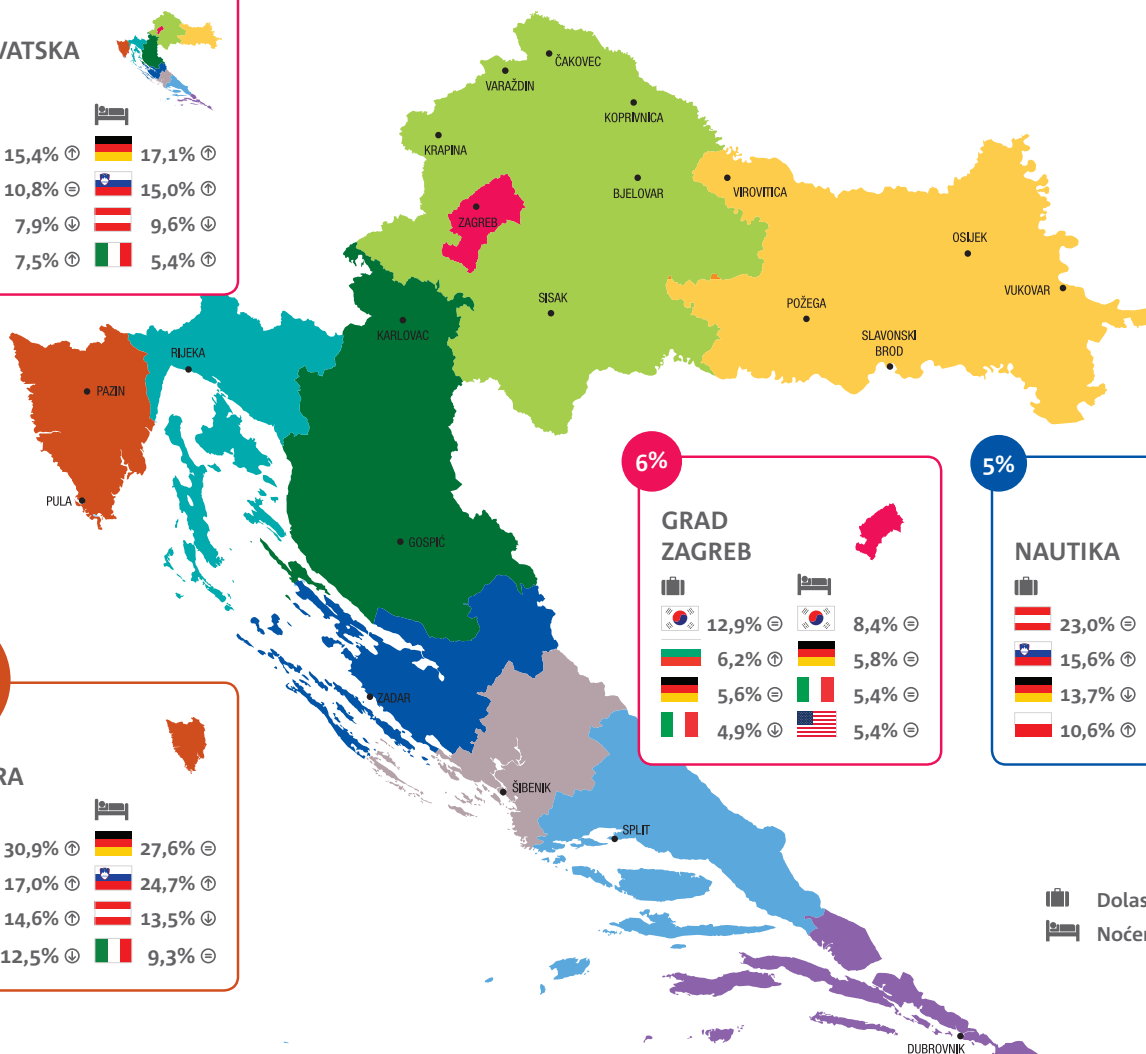 VATSKA
15,4% 17,1%
10,8% 15,0%
7,9% 9,6%
7,5% 5,4%
ČAKOVEC
VARAŽDIN
KOPRIVNICA
KRAPINA
BJELOVAR
VIROVITICA
ZAGREB
OSIJEK
VUKOVAR
SISAK
POŽEGA
KARLOVAC
SLAVONSKI
BROD
RIJEKA
PAZIN
PULA
GOSPIĆ
ZADAR
ŠIBENIK
SPLIT
DUBROVNIK
6%
GRAD
ZAGREB
12,9% 8,4%
6,2% 5,8%
5,6% 5,4%
4,9% 5,4%
5%
NAUTIKA
23,0%
15,6%
13,7%
10,6%
RA
30,9% 27,6%
17,0% 24,7%
14,6% 13,5%
12,5% 9,3%
Dolas
Noćen